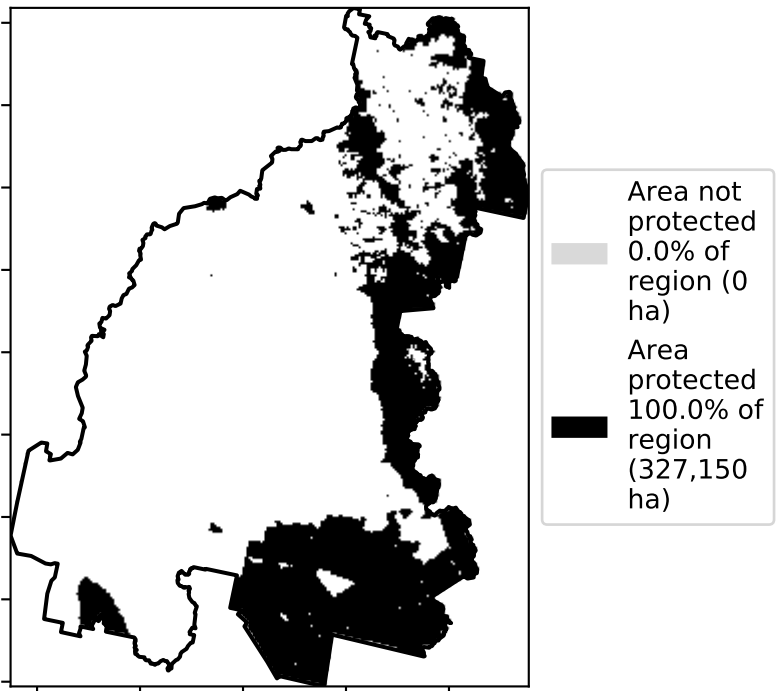 Area not
protected
0.0% of
region (0
ha)
Area
protected
100.0% of
region
(327,150
ha)